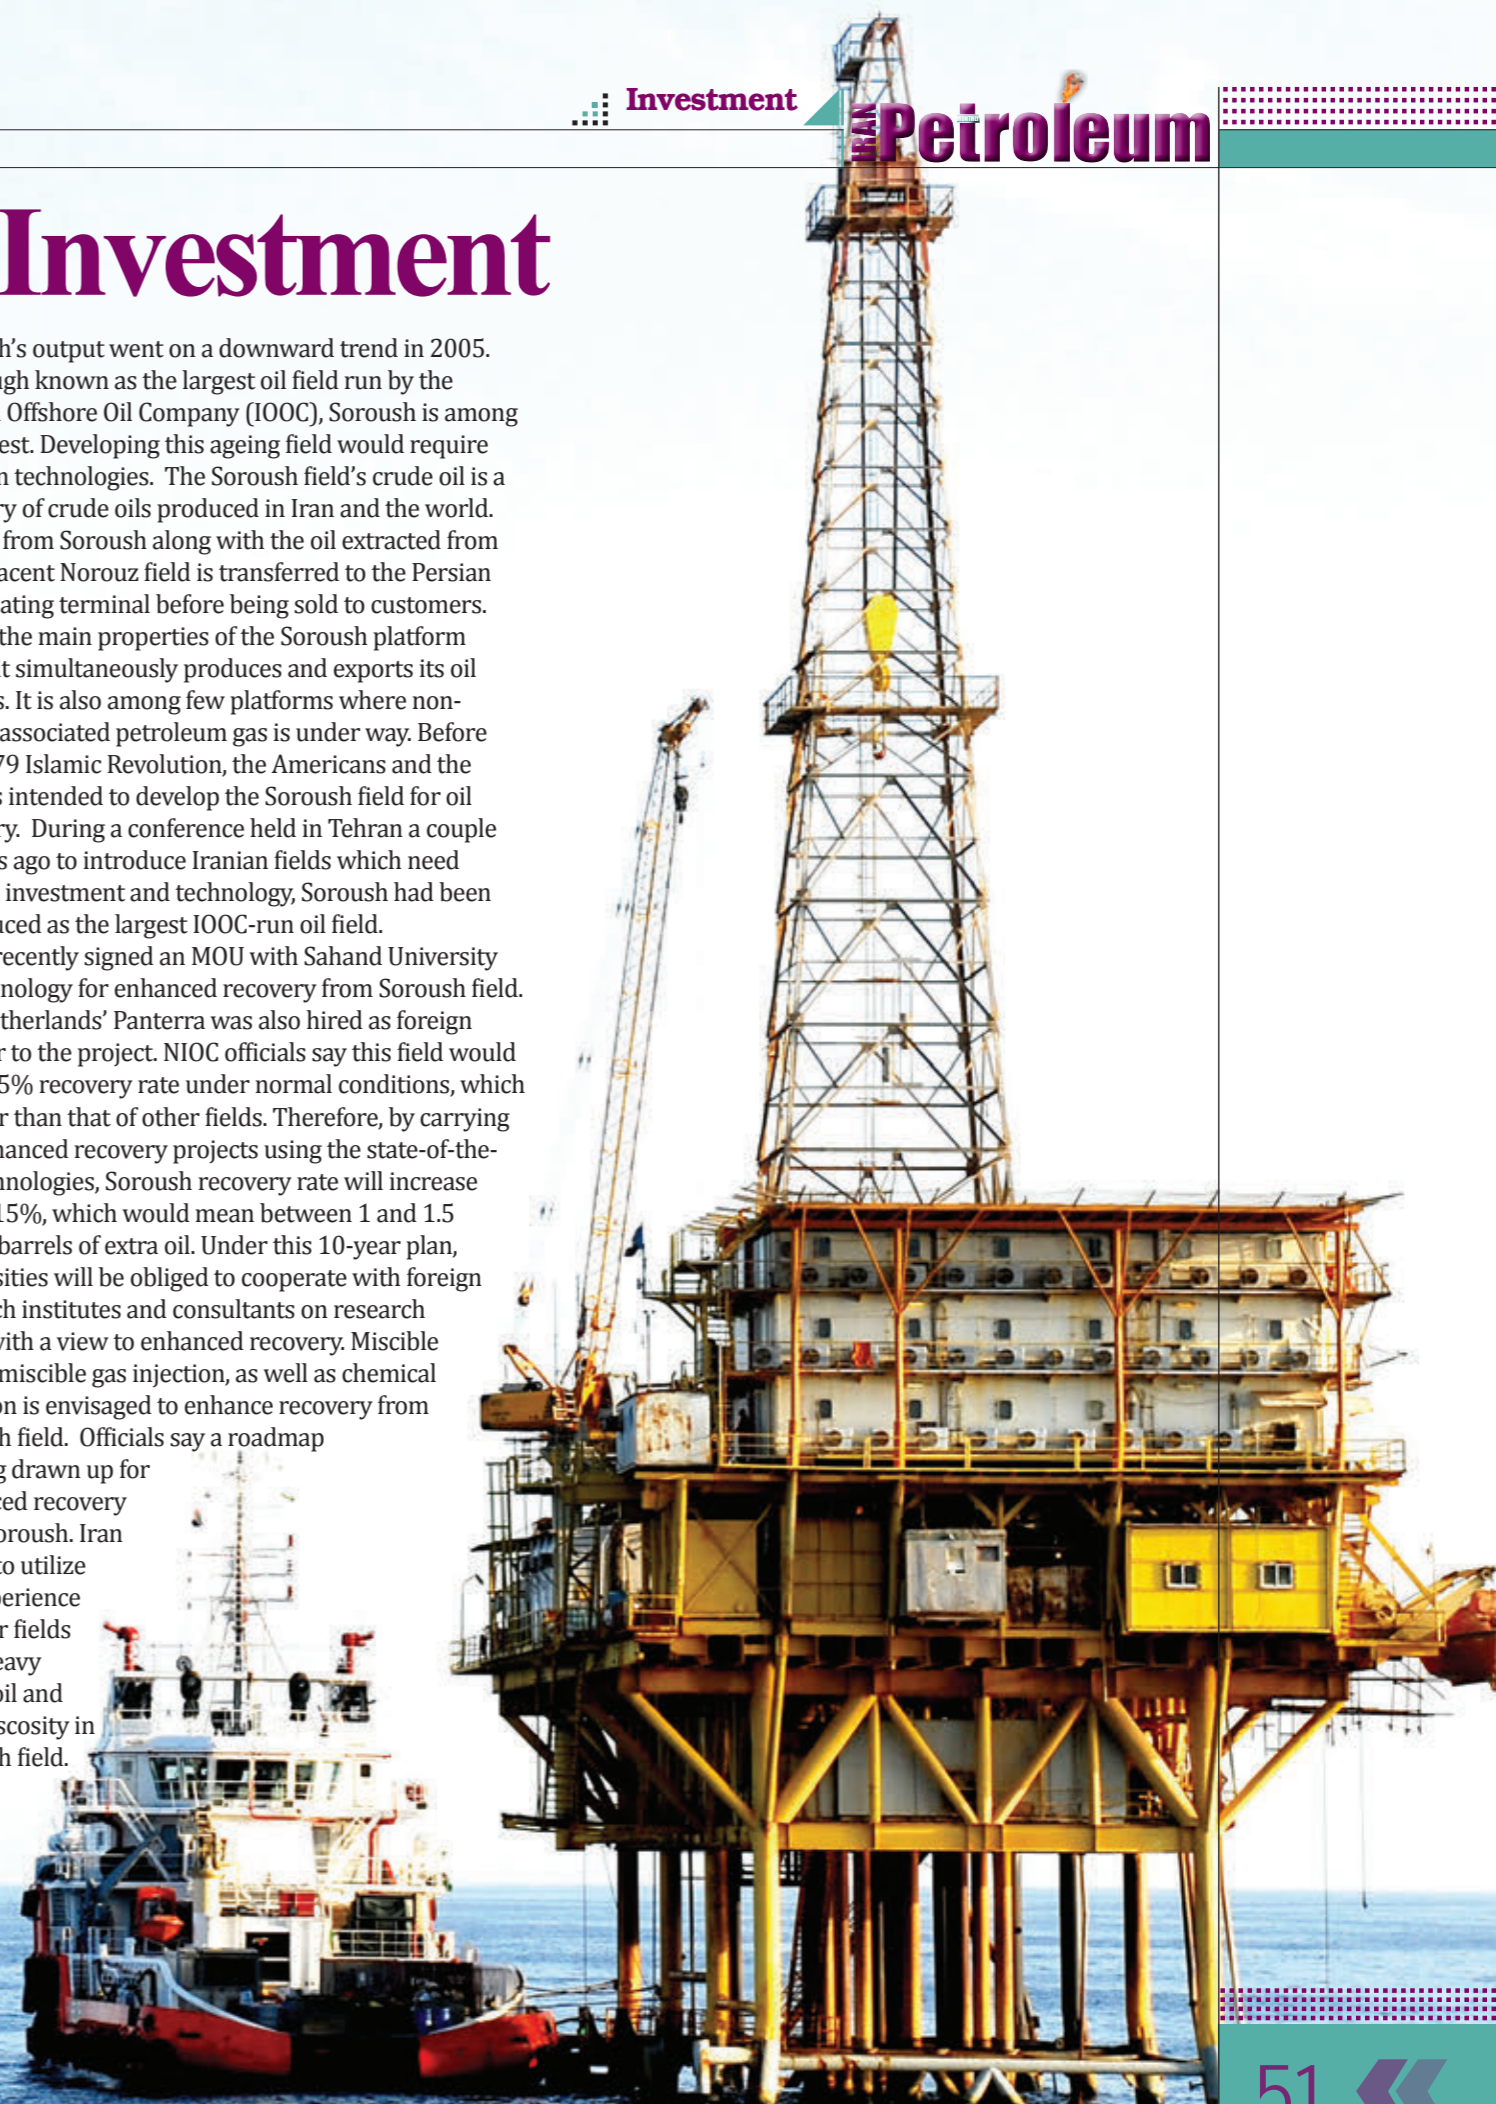 Investment
IRAN Petroleum
Investment
h's output went on a downward trend in 2005.
gh known as the largest oil field run by the
Offshore Oil Company (IOOC), Soroush is among
est. Developing this ageing field would require
n technologies.  The Soroush field's crude oil is a
ry of crude oils produced in Iran and the world.
from Soroush along with the oil extracted from
acent Norouz field is transferred to the Persian
ating terminal before being sold to customers.
the main properties of the Soroush platform
it simultaneously produces and exports its oil
s. It is also among few platforms where non-
associated petroleum gas is under way. Before
79 Islamic Revolution, the Americans and the
s intended to develop the Soroush field for oil
ry.  During a conference held in Tehran a couple
s ago to introduce Iranian fields which need
investment and technology, Soroush had been
uced as the largest IOOC-run oil field.
recently signed an MOU with Sahand University
nology for enhanced recovery from Soroush field.
therlands' Panterra was also hired as foreign
r to the project. NIOC officials say this field would
5% recovery rate under normal conditions, which
r than that of other fields. Therefore, by carrying
hanced recovery projects using the state-of-the-
hnologies, Soroush recovery rate will increase
15%, which would mean between 1 and 1.5
barrels of extra oil. Under this 10-year plan,
sities will be obliged to cooperate with foreign
ch institutes and consultants on research
with a view to enhanced recovery. Miscible
miscible gas injection, as well as chemical
on is envisaged to enhance recovery from
h field.  Officials say a roadmap
g drawn up for
ced recovery
oroush. Iran
to utilize
perience
r fields
eavy
oil and
scosity in
h field.
51